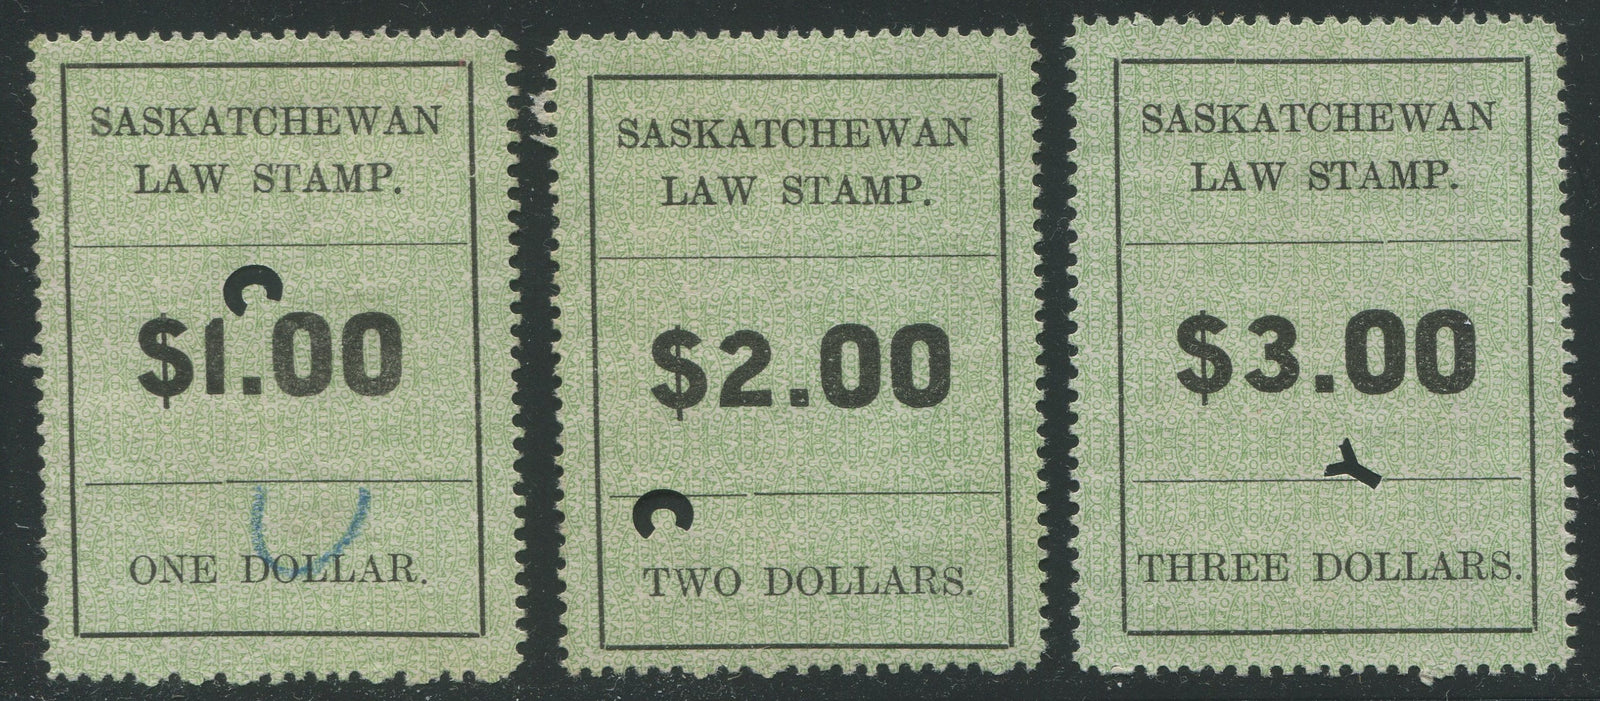 SASKATCHEWAN
LAW STAMP.
$1.00
ONE DOLLAR.
SASKATCHEWAN
LAW STAMP.
$2.00
TWO DOLLARS.
SASKATCHEWAN
LAW STAMP.
$3.00
THREE DOLLARS.